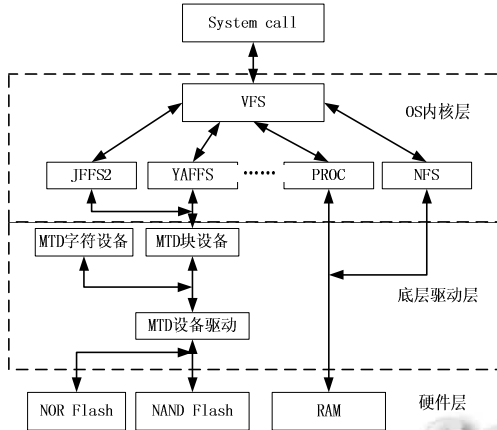 System call
VFS
OS内核层
JFFS2
YAFFS
……
PROC
NFS
MTD字符设备
MTD块设备
底层驱动层
MTD设备驱动
硬件层
NOR Flash
NAND Flash
RAM